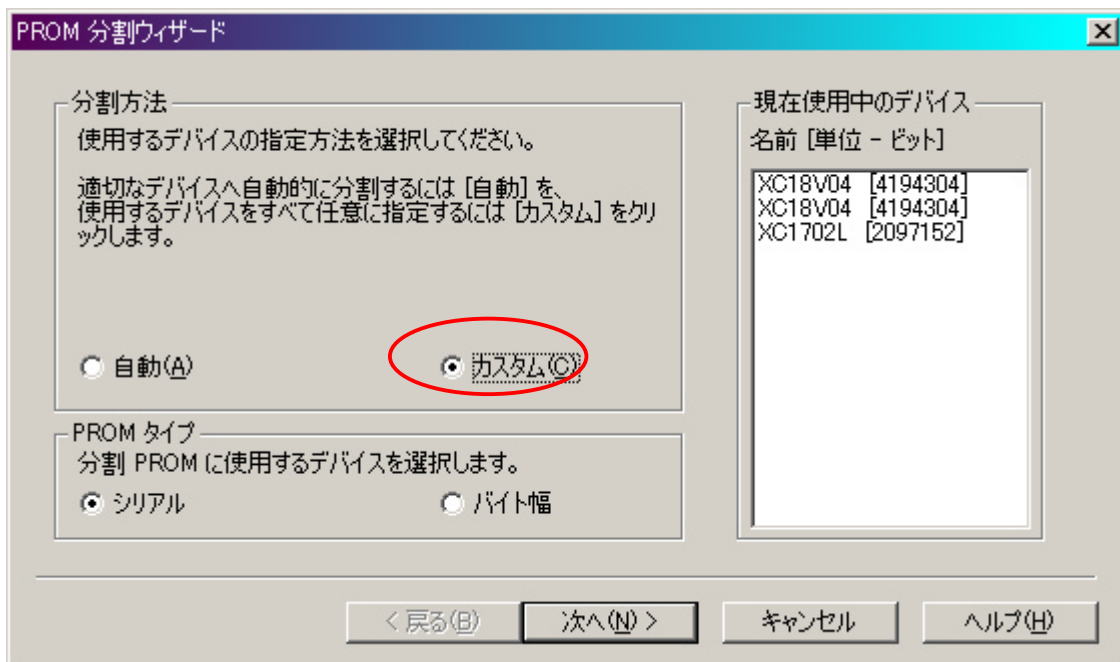 PROM 分割ウィザード
分割方法
使用するデバイスの指定方法を選択してください。
適切なデバイスへ自動的に分割するには [自動] を、
使用するデバイスをすべて任意に指定するには [カスタム] をクリ
ックします。
自動(A)
カスタム(C)
PROM タイプ
分割 PROM に使用するデバイスを選択します。
シリアル
バイト幅
現在使用中のデバイス
名前 [単位 - ビット]
XC18V04 [4194304]
XC18V04 [4194304]
XC1702L [2097152]
< 戻る(B)
次へ(N) >
キャンセル
ヘルプ(H)